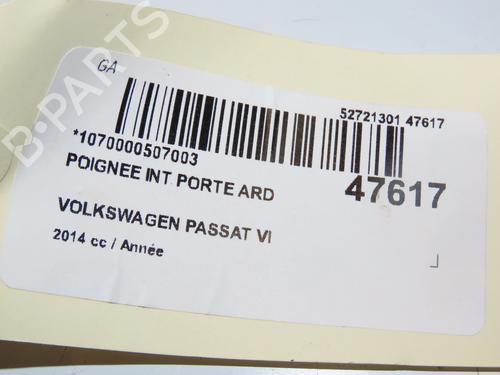 GA
52721301 47617
*1070000507003
POIGNEE INT PORTE ARD
47617
VOLKSWAGEN PASSAT VI
2014 cc / Année
B-PARTS